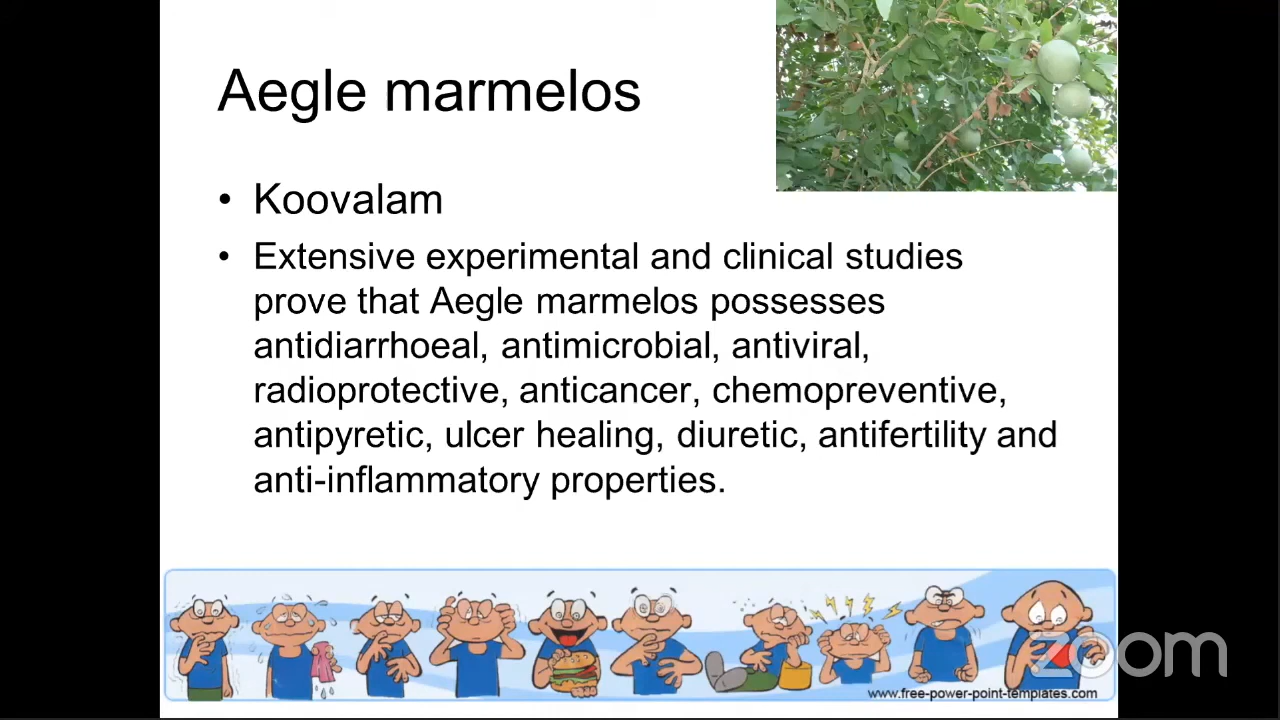 Aegle marmelos
• Koovalam
• Extensive experimental and clinical studies
prove that Aegle marmelos possesses
antidiarrhoeal, antimicrobial, antiviral,
radioprotective, anticancer, chemopreventive,
antipyretic, ulcer healing, diuretic, antifertility and
anti-inflammatory properties.
zoom
www.free-power-point-templates.com